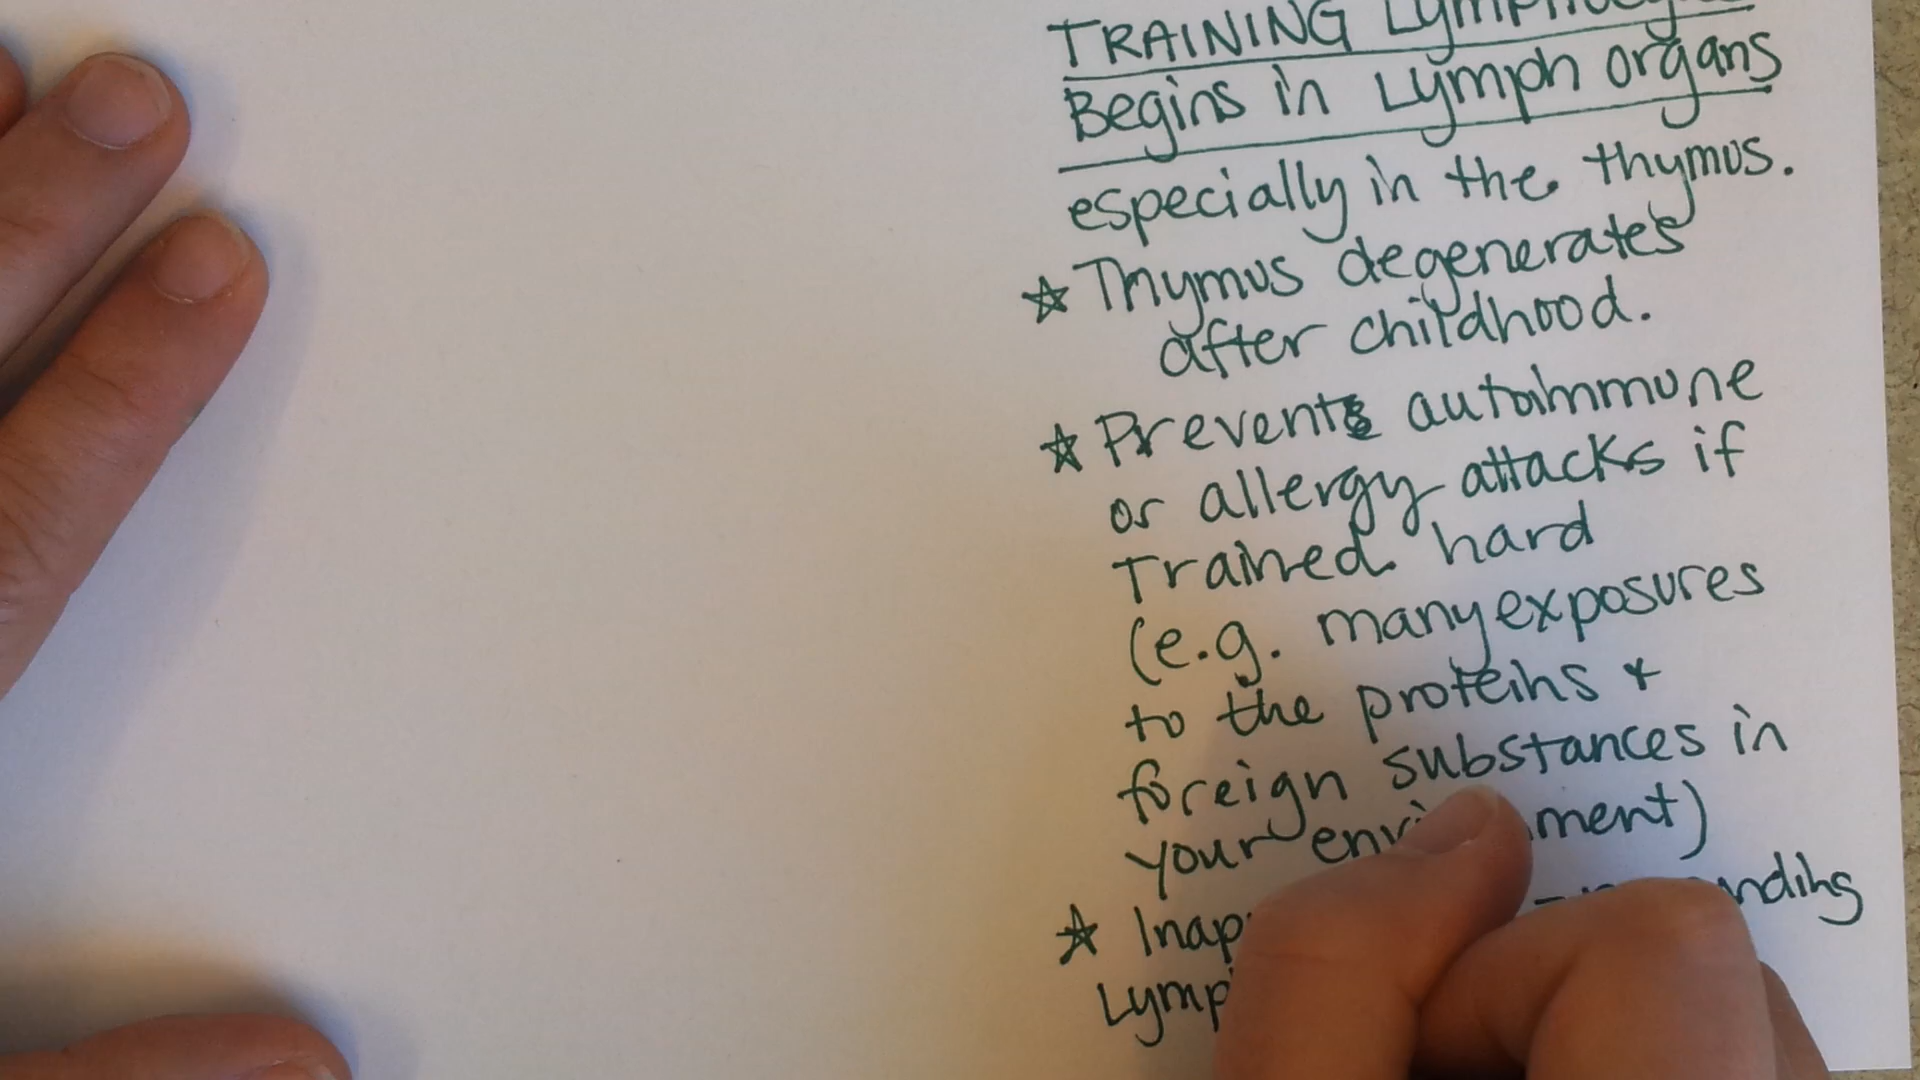 TRAINING
Begins in Lymph organs
especially in the thymus.
☆ Thymus degenerates
after childhood.
☆ Prevents autoimmune
or allergy attacks if
Trained hard
(e.g. many exposures
to the proteins +
foreign substances in
your
☆